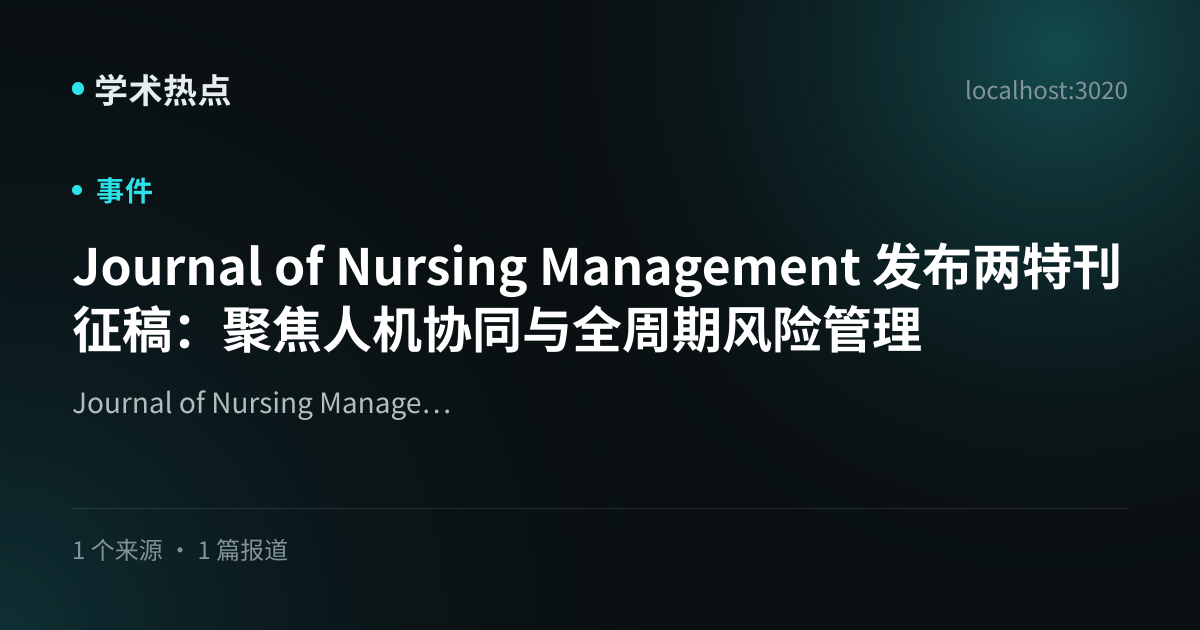 学术热点
localhost:3020
事件
Journal of Nursing Management 发布两特刊
征稿：聚焦人机协同与全周期风险管理
Journal of Nursing Manage…
1 个来源 · 1 篇报道